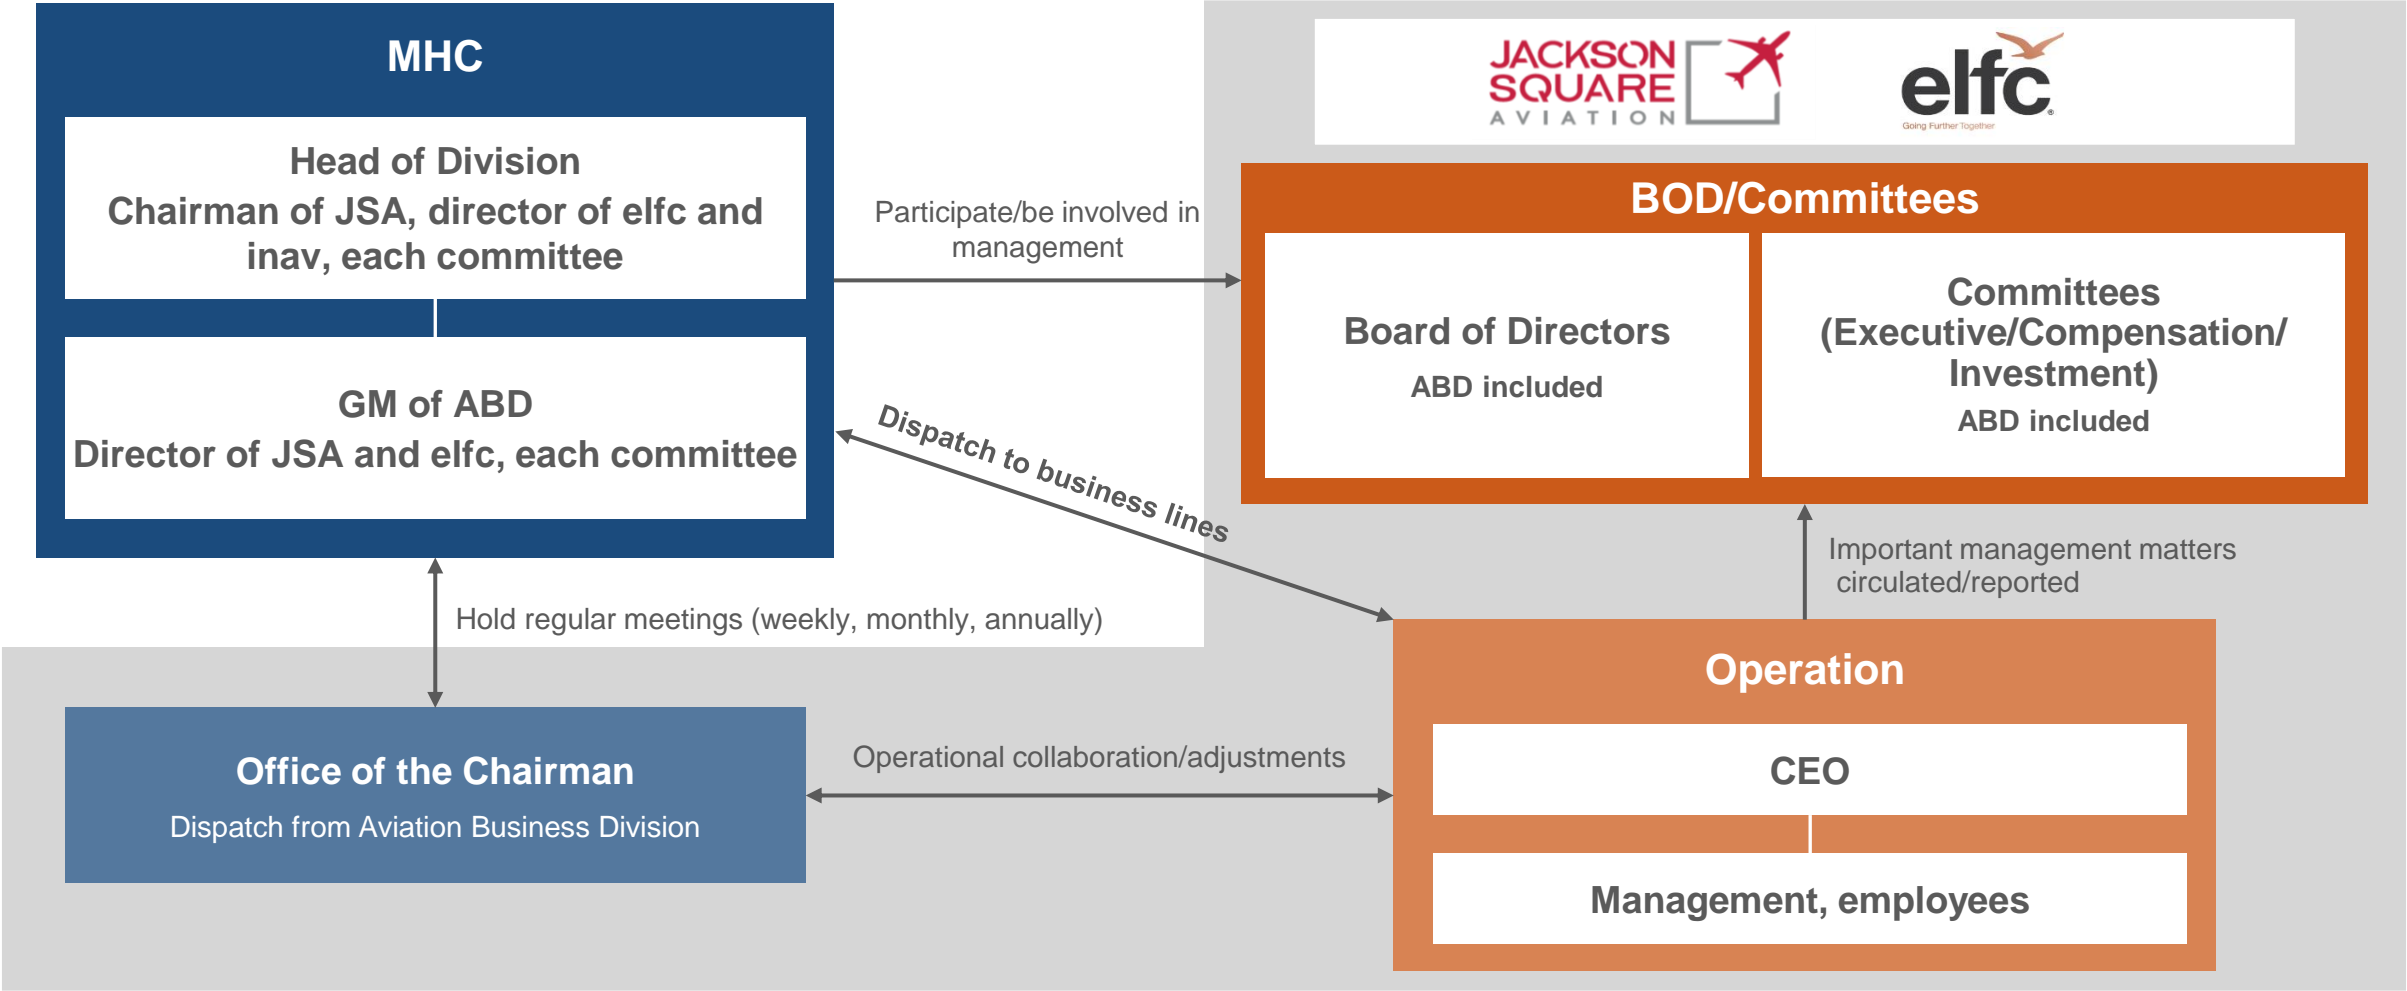 MHC
Head of Division
Chairman of JSA, director of elfc and
inav, each committee
GM of ABD
Director of JSA and elfc, each committee
Participate/be involved in
management
JACKSON
SQUARE
AVIATION
elfc®
Going Further Together
BOD/Committees
Board of Directors
ABD included
Committees
(Executive/Compensation/
Investment)
ABD included
Dispatch to business lines
Important management matters
circulated/reported
Hold regular meetings (weekly, monthly, annually)
Office of the Chairman
Dispatch from Aviation Business Division
Operational collaboration/adjustments
Operation
CEO
Management, employees